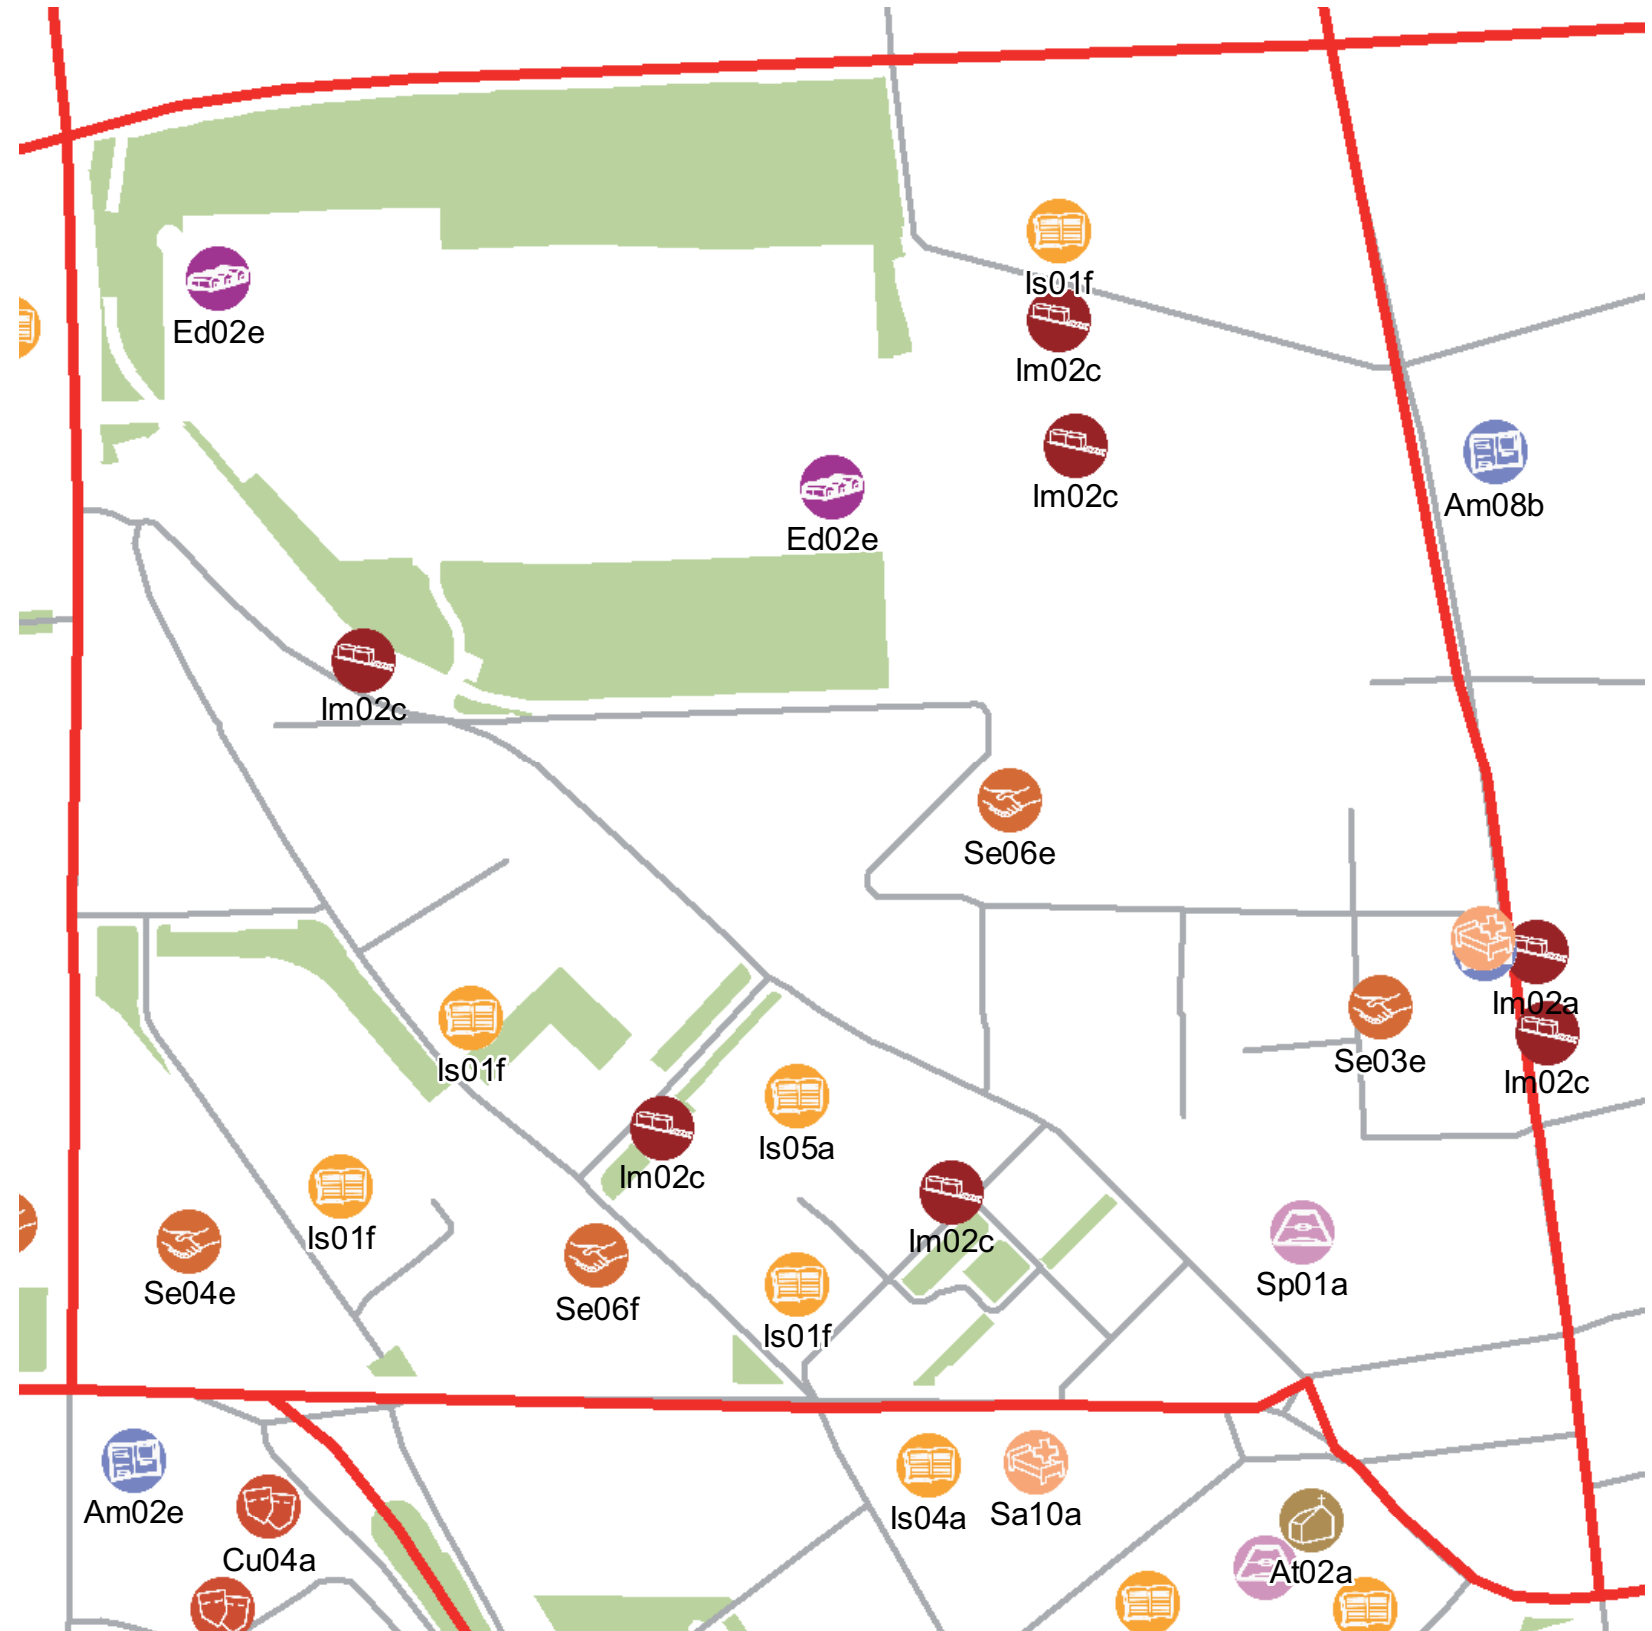 Is01f
Ed02e
Im02c
Im02c
Am08b
Ed02e
Im02c
Se06e
Im02a
Se03e
Is01f
Im02c
Is05a
Im02c
Is01f
Im02c
Se04e
Se06f
Sp01a
Is01f
Am02e
Is04a
Sa10a
Cu04a
At02a